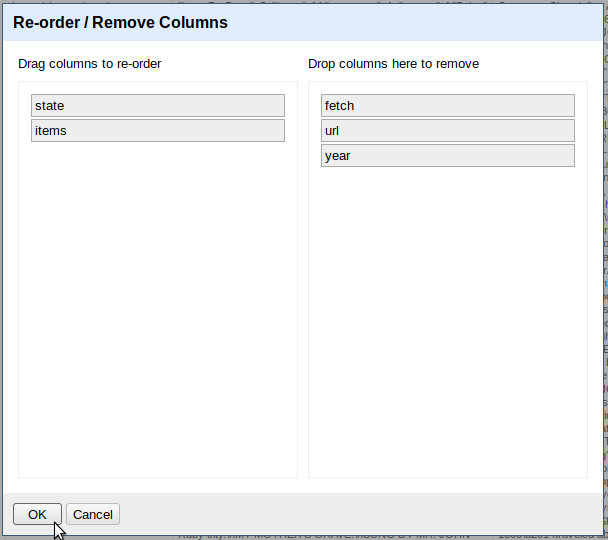 Re-order / Remove Columns
Drag columns to re-order
Drop columns here to remove
state
items
fetch
url
year
OK
Cancel